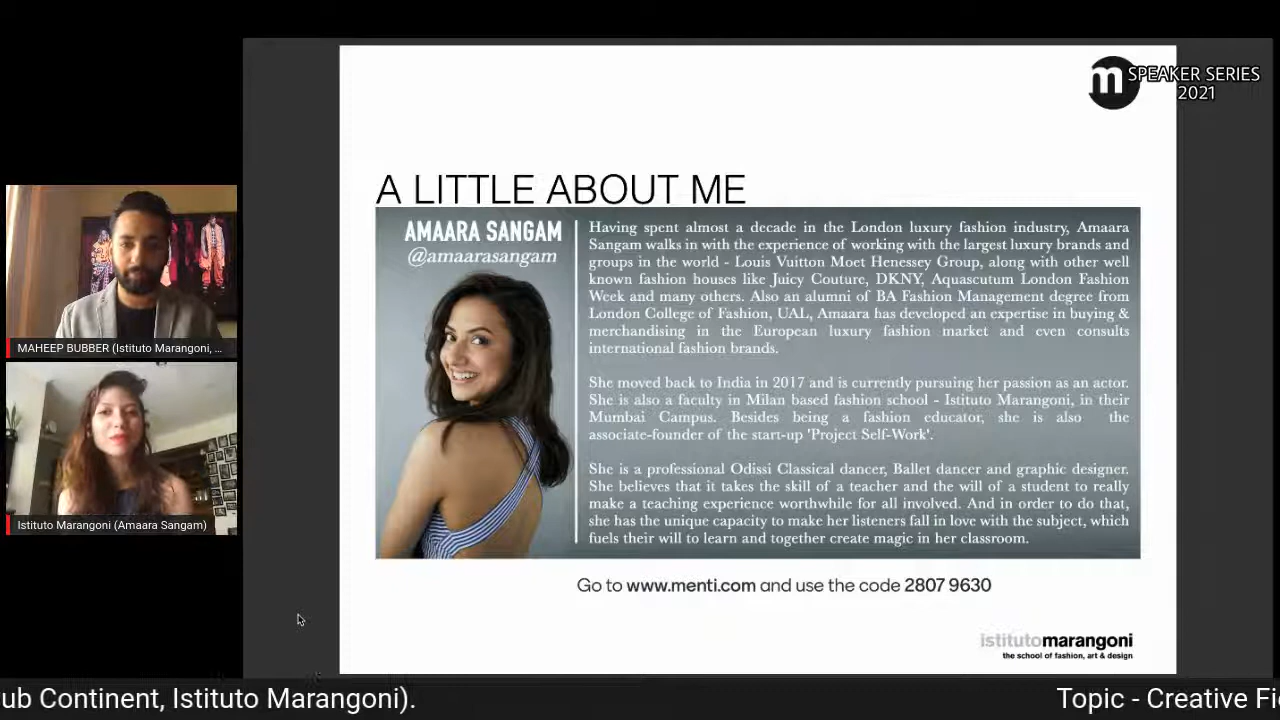 SPEAKER SERIES
2021
A LITTLE ABOUT ME
AMAARA SANGAM
@amaarasangam
Having spent almost a decade in the London luxury fashion industry, Amaara
Sangam walks in with the experience of working with the largest luxury brands and
groups in the world - Louis Vuitton Moet Henessey Group, along with other well
known fashion houses like Juicy Couture, DKNY, Aquascutum London Fashion
Week and many others. Also an alumni of BA Fashion Management degree from
London College of Fashion, UAL, Amaara has developed an expertise in buying &
merchandising in the European luxury fashion market and even consults
international fashion brands.
She moved back to India in 2017 and is currently pursuing her passion as an actor.
She is also a faculty in Milan based fashion school - Istituto Marangoni, in their
Mumbai Campus. Besides being a fashion educator, she is also the
associate-founder of the start-up 'Project Self-Work'.
She is a professional Odissi Classical dancer, Ballet dancer and graphic designer.
She believes that it takes the skill of a teacher and the will of a student to really
make a teaching experience worthwhile for all involved. And in order to do that,
she has the unique capacity to make her listeners fall in love with the subject, which
fuels their will to learn and together create magic in her classroom.
Go to www.menti.com and use the code 2807 9630
istitutomarangoni
the school of fashion, art & design
MAHEEP BUBBER (Istituto Marangoni, ...
Istituto Marangoni (Amaara Sangam)
ub Continent, Istituto Marangoni). Topic - Creative Fi